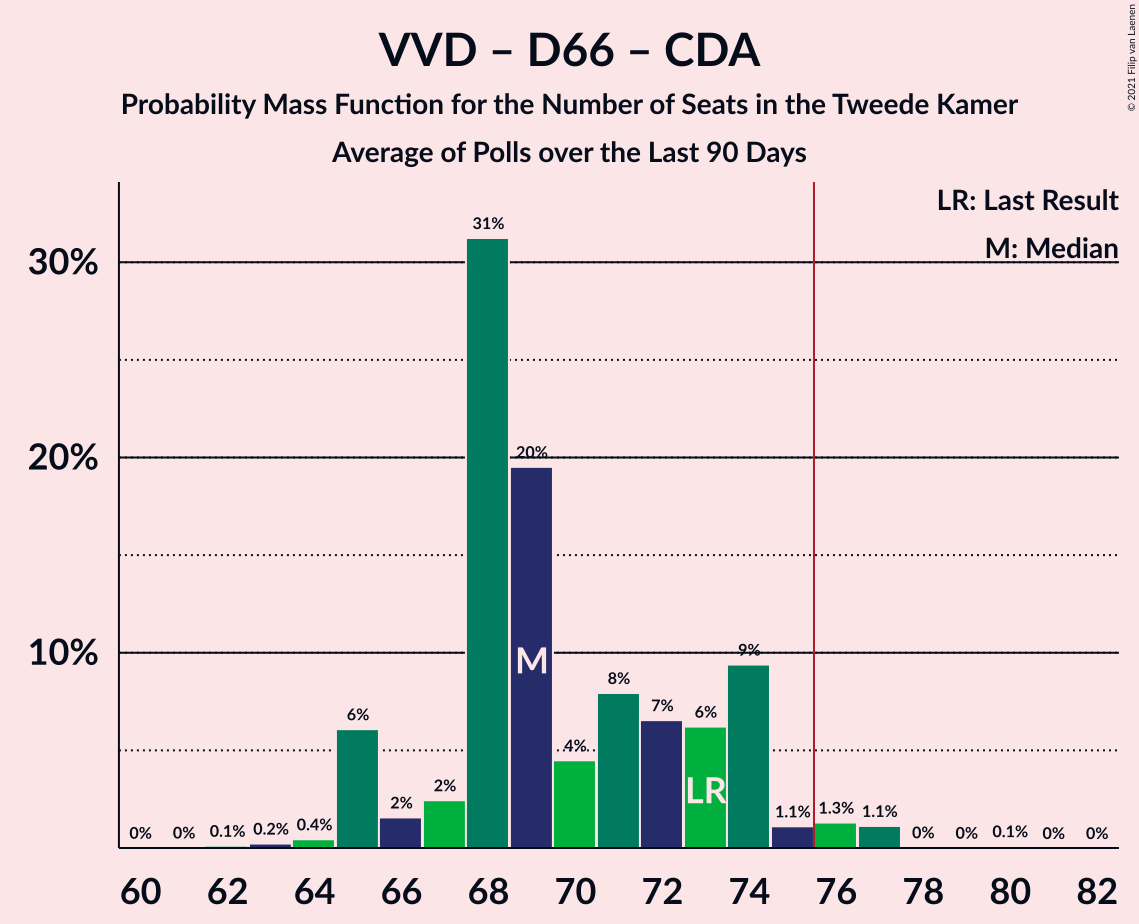 VVD – D66 – CDA
Probability Mass Function for the Number of Seats in the Tweede Kamer
Average of Polls over the Last 90 Days
© 2021 Filip van Laenen
LR: Last Result
M: Median
30%
20%
10%
0% 0% 0.1% 0.2% 0.4% 6% 2% 2% 31% 20% 4% 8% 7% 6% 9% 1.1% 1.3% 1.1% 0% 0% 0.1% 0% 0%
M
LR
60 62 64 66 68 70 72 74 76 78 80 82